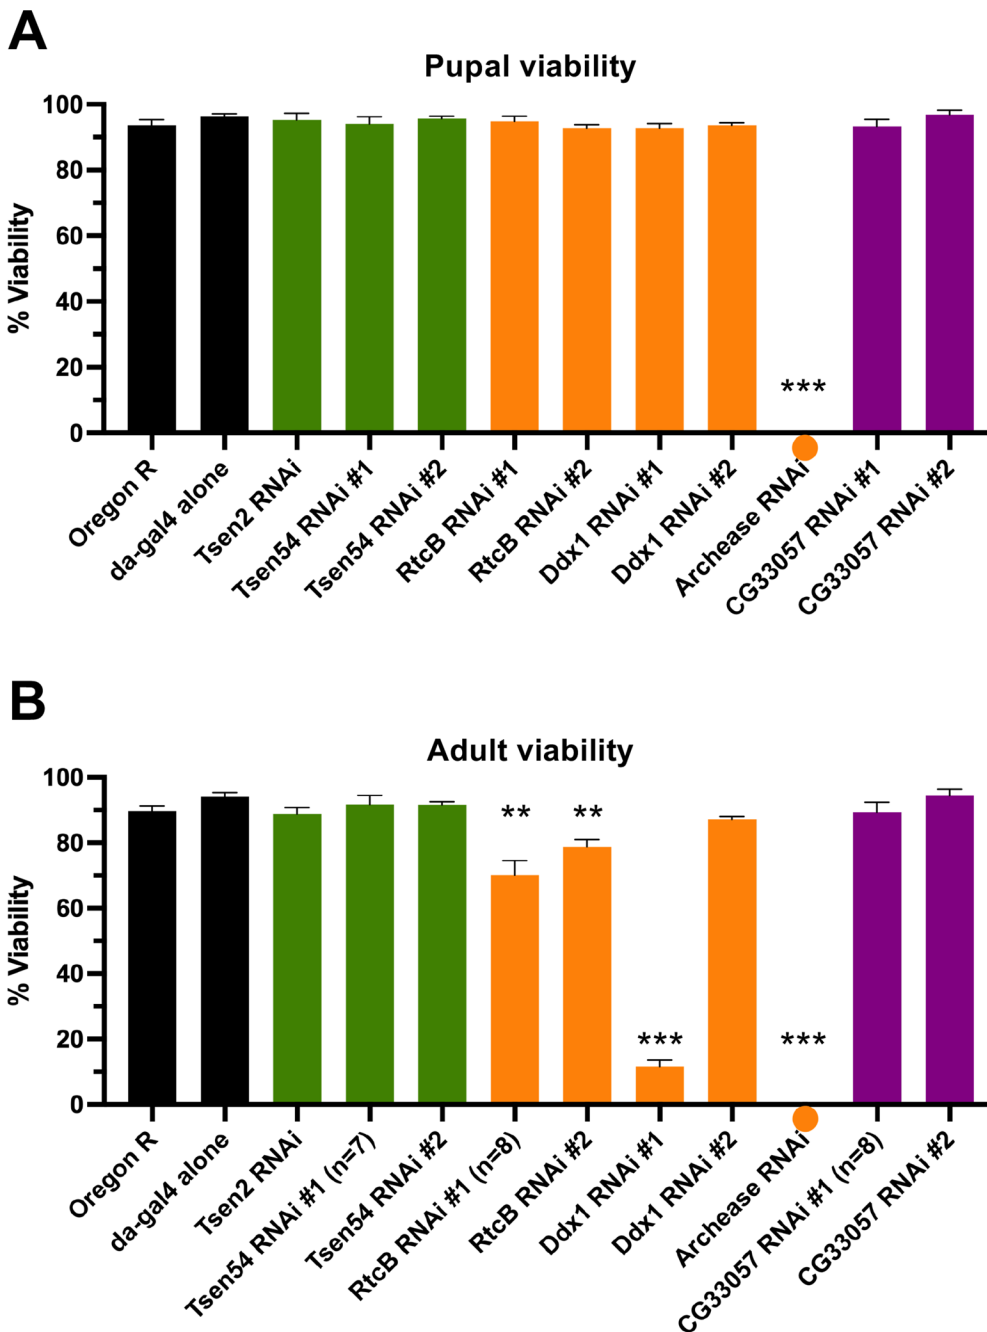 A
Pupal viability
% Viability
100
80
60
40
20
0
***
Oregon R
da-gal4 alone
Tsen2 RNAi
Tsen54 RNAi #1
Tsen54 RNAi #2
RtcB RNAi #1
RtcB RNAi #2
Ddx1 RNAi #1
Ddx1 RNAi #2
Archease RNAi
CG33057 RNAi #1
CG33057 RNAi #2
B
Adult viability
% Viability
100
80
60
40
20
0
**
**
***
***
Oregon R
da-gal4 alone
Tsen2 RNAi
Tsen54 RNAi #1 (n=7)
Tsen54 RNAi #2
RtcB RNAi #1 (n=8)
RtcB RNAi #2
Ddx1 RNAi #1
Ddx1 RNAi #2
Archease RNAi
CG33057 RNAi #1 (n=8)
CG33057 RNAi #2